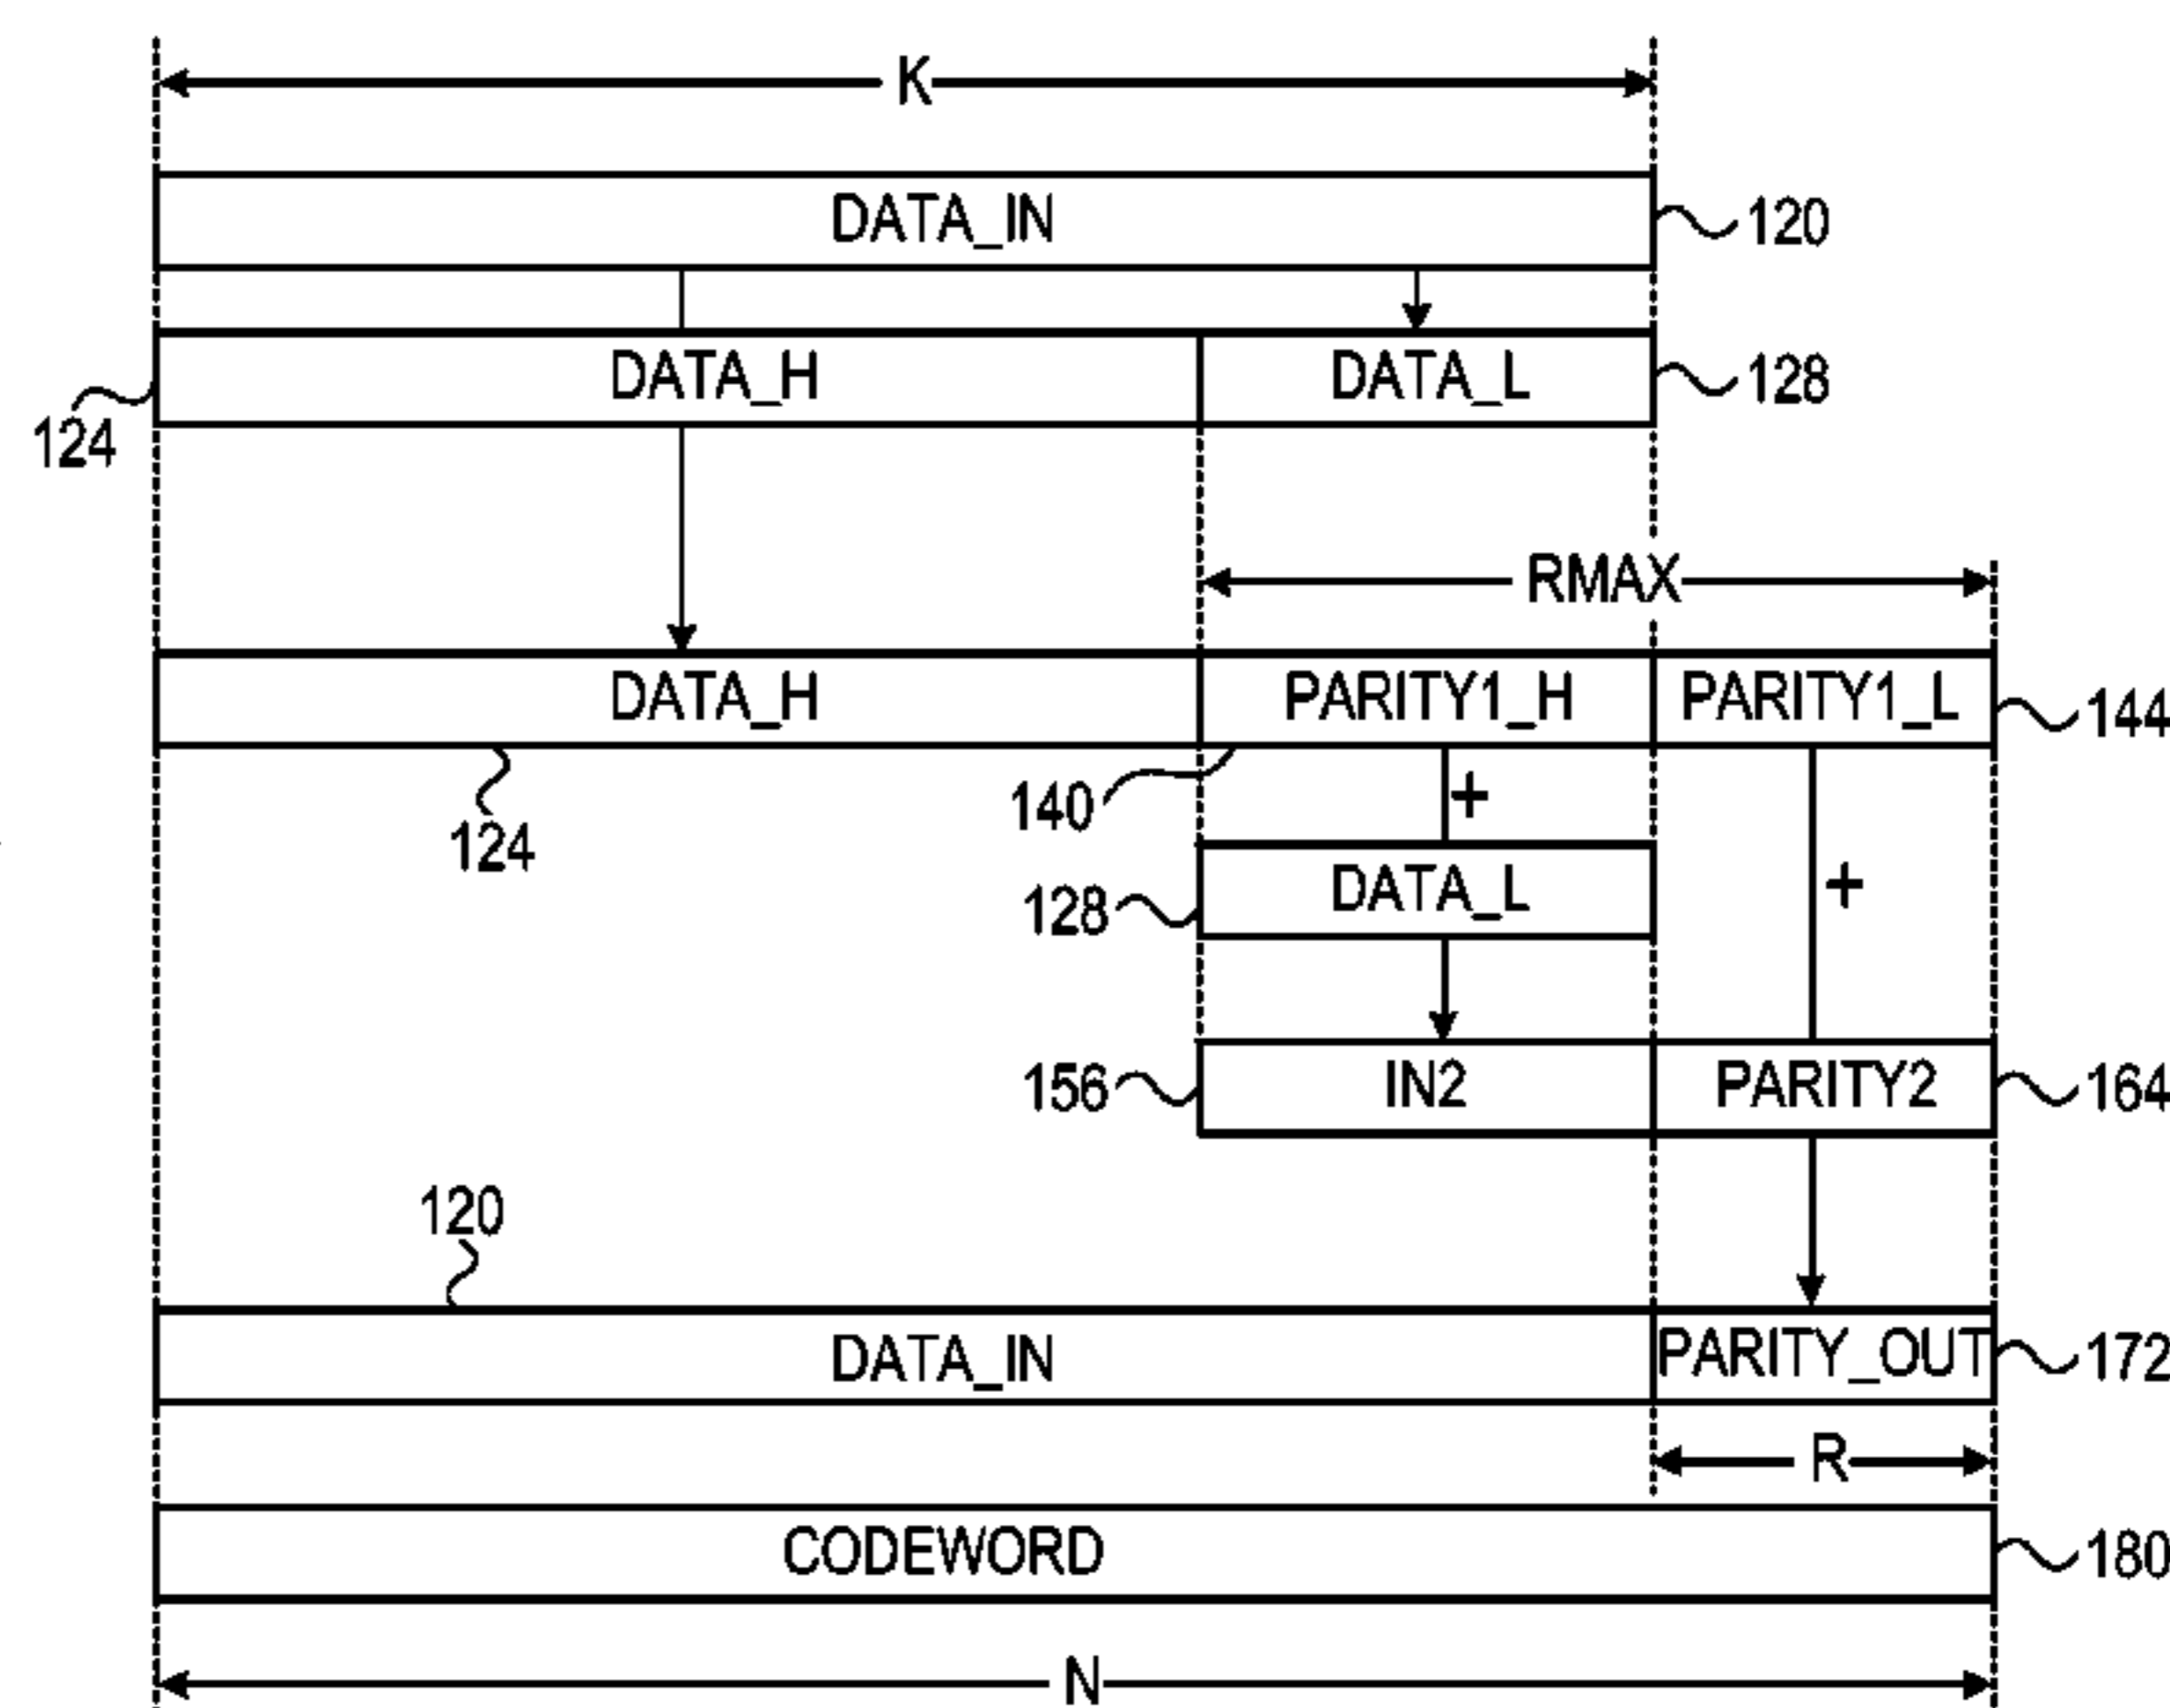 K
DATA_IN 120
DATA_H DATA_L 128
124
RMAX
DATA_H PARITY1_H PARITY1_L 144
124 140 +
128 DATA_L +
156 IN2 PARITY2 164
120
DATA_IN PARITY_OUT 172
R
CODEWORD 180
N